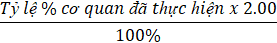 Tỷ lệ % cơ quan đã thực hiện x 2.00
100%